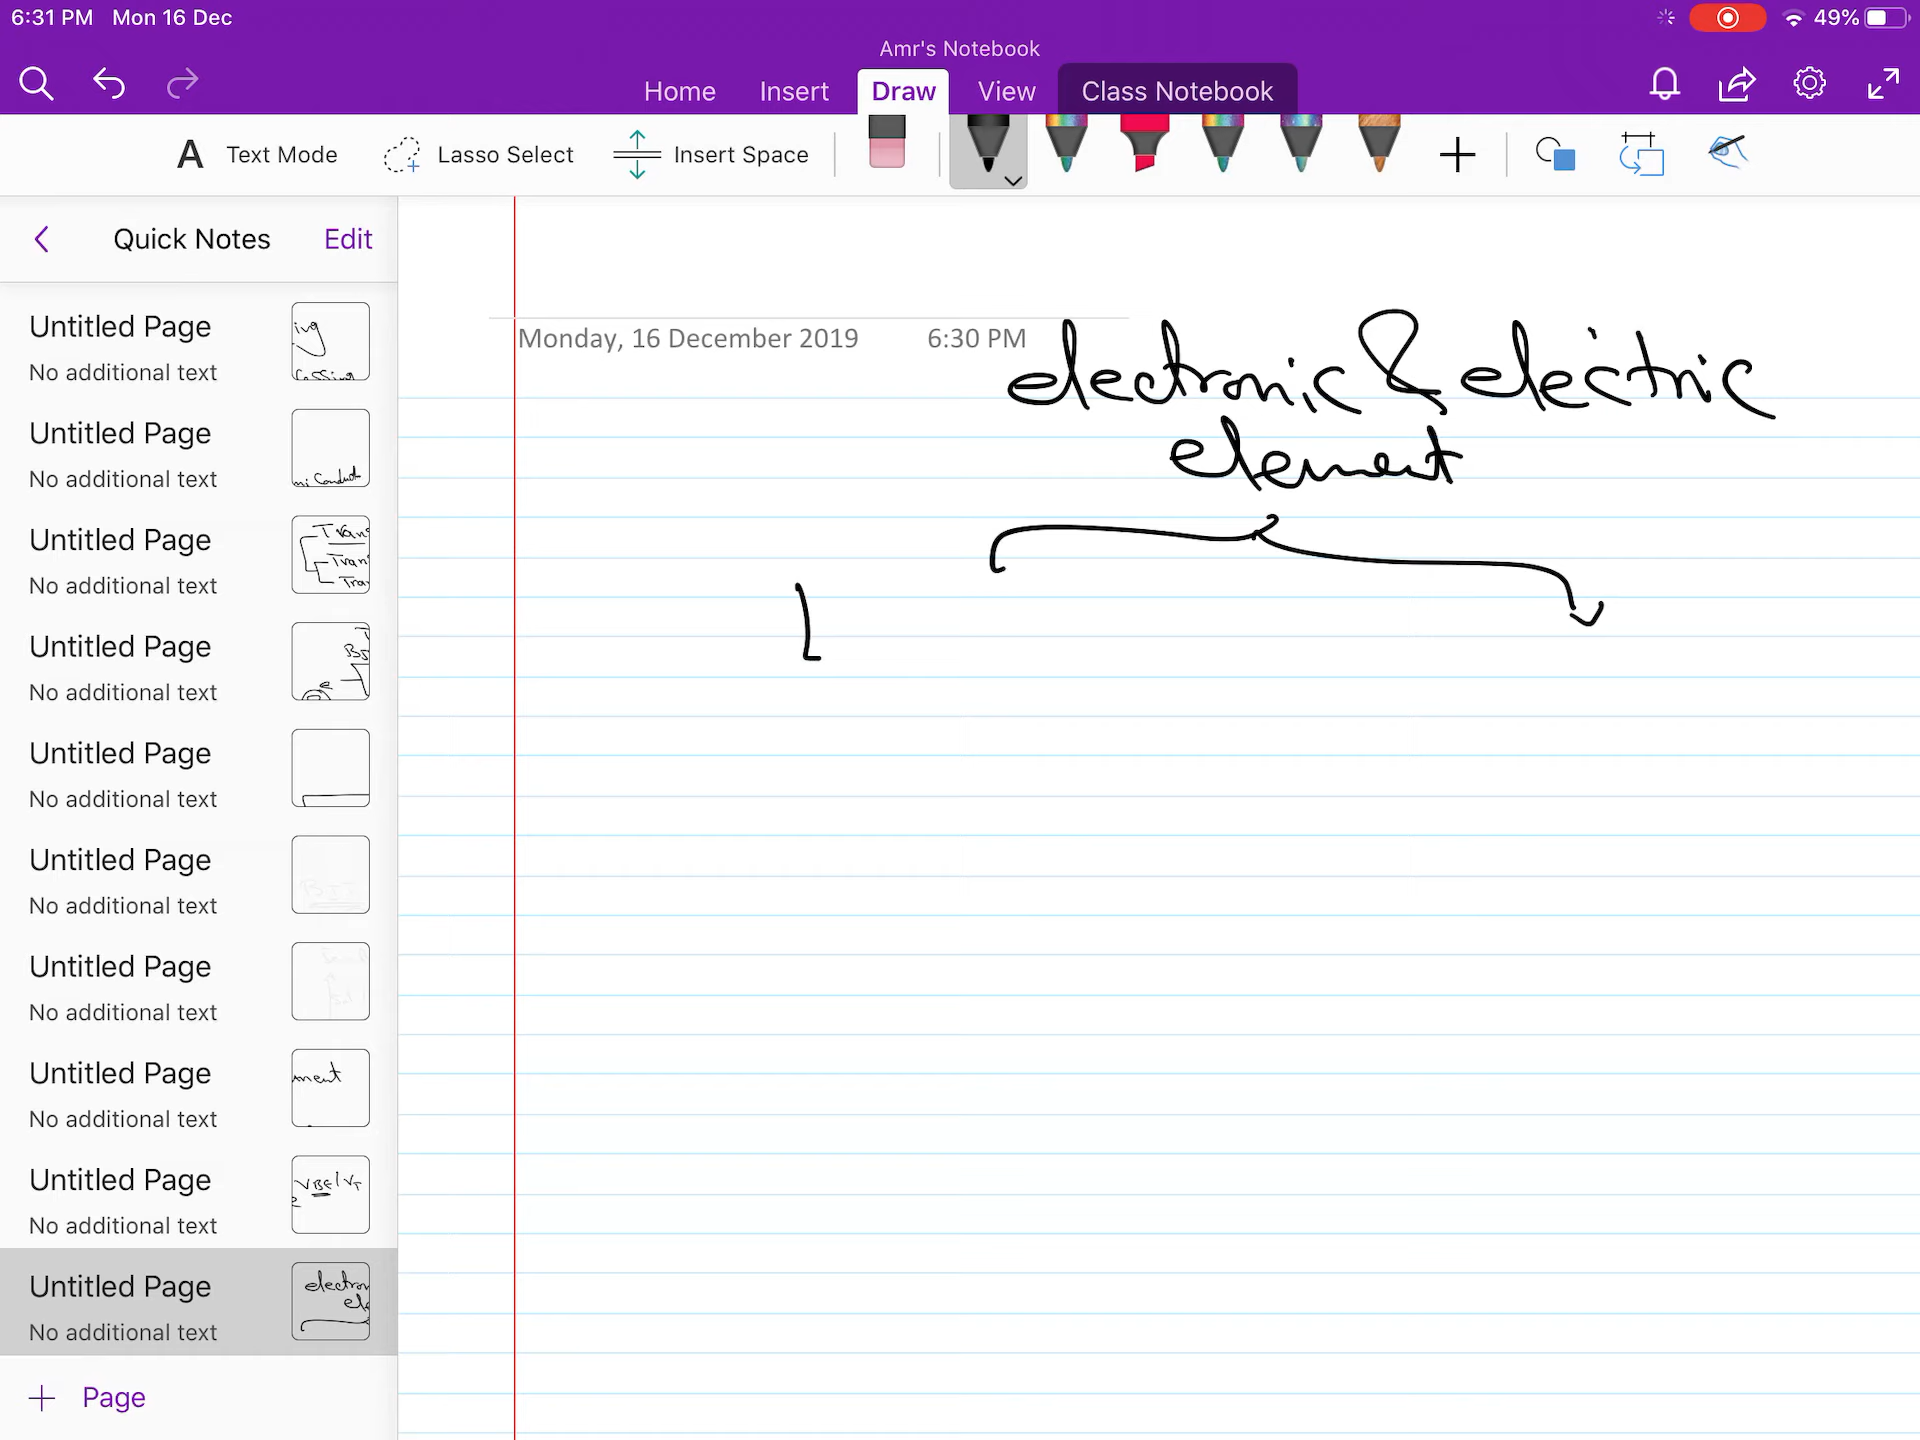 6:31 PM Mon 16 Dec
49%
Amr's Notebook
Home Insert Draw View Class Notebook
A Text Mode Lasso Select Insert Space
Quick Notes Edit
Untitled Page
No additional text
Untitled Page
No additional text
Untitled Page
No additional text
Untitled Page
No additional text
Untitled Page
No additional text
Untitled Page
No additional text
Untitled Page
No additional text
Untitled Page
No additional text
Untitled Page
No additional text
Untitled Page
No additional text
+ Page
Monday, 16 December 2019 6:30 PM
electronic & electric
element